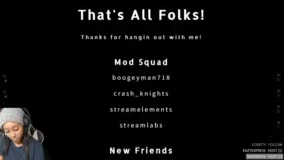 That's All Folks!
Thanks for hangin out with me!
Mod Squad
boogeyman718
crash_knights
streamelements
streamlabs
New Friends